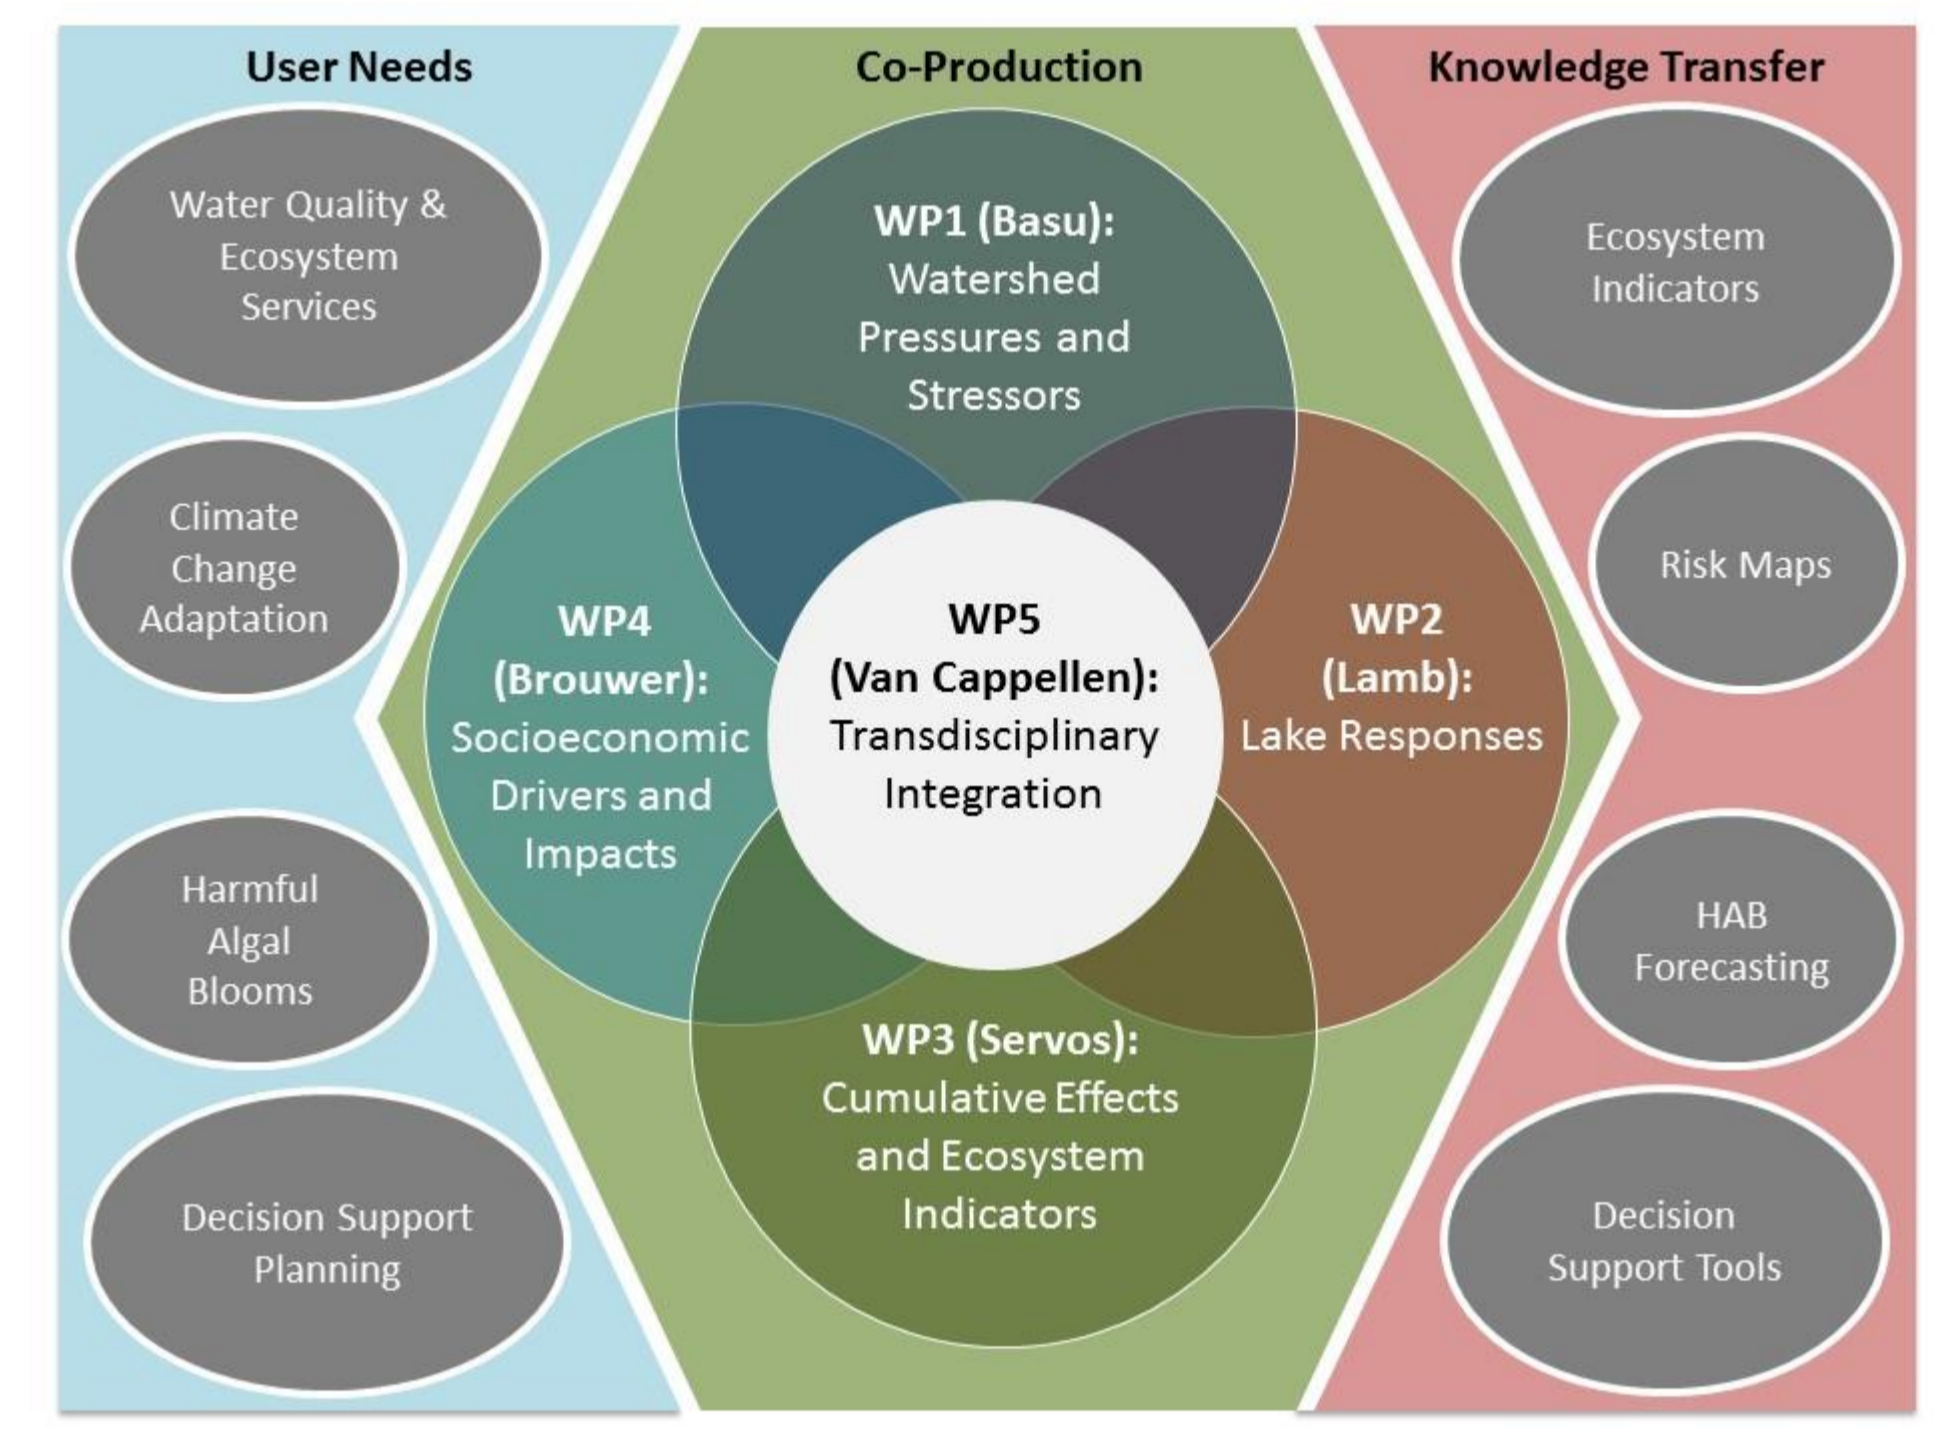 User Needs
Water Quality &
Ecosystem
Services
Climate
Change
Adaptation
Harmful
Algal
Blooms
Decision Support
Planning
Co-Production
WP1 (Basu):
Watershed
Pressures and
Stressors
WP4
(Brouwer):
Socioeconomic
Drivers and
Impacts
WP5
(Van Cappellen):
Transdisciplinary
Integration
WP2
(Lamb):
Lake Responses
WP3 (Servos):
Cumulative Effects
and Ecosystem
Indicators
Knowledge Transfer
Ecosystem
Indicators
Risk Maps
HAB
Forecasting
Decision
Support Tools